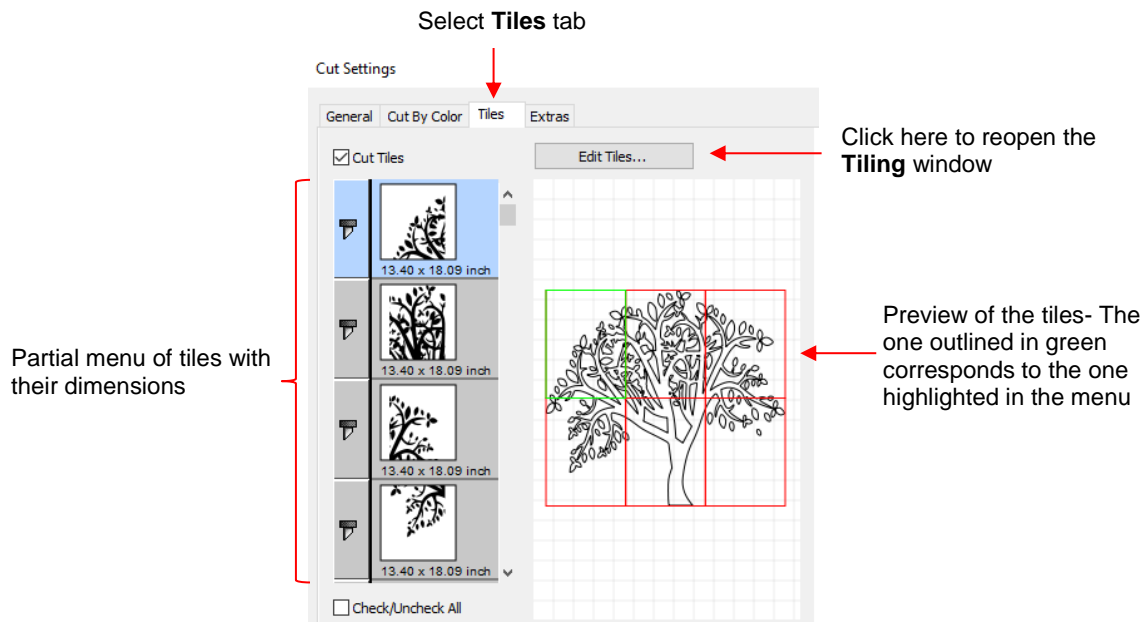 Select Tiles tab
Cut Settings
General Cut By Color Tiles Extras
Cut Tiles
Edit Tiles...
Click here to reopen the
Tiling window
13.40 x 18.09 inch
13.40 x 18.09 inch
Partial menu of tiles with
their dimensions
Preview of the tiles- The
one outlined in green
corresponds to the one
highlighted in the menu
13.40 x 18.09 inch
13.40 x 18.09 inch
Check/Uncheck All